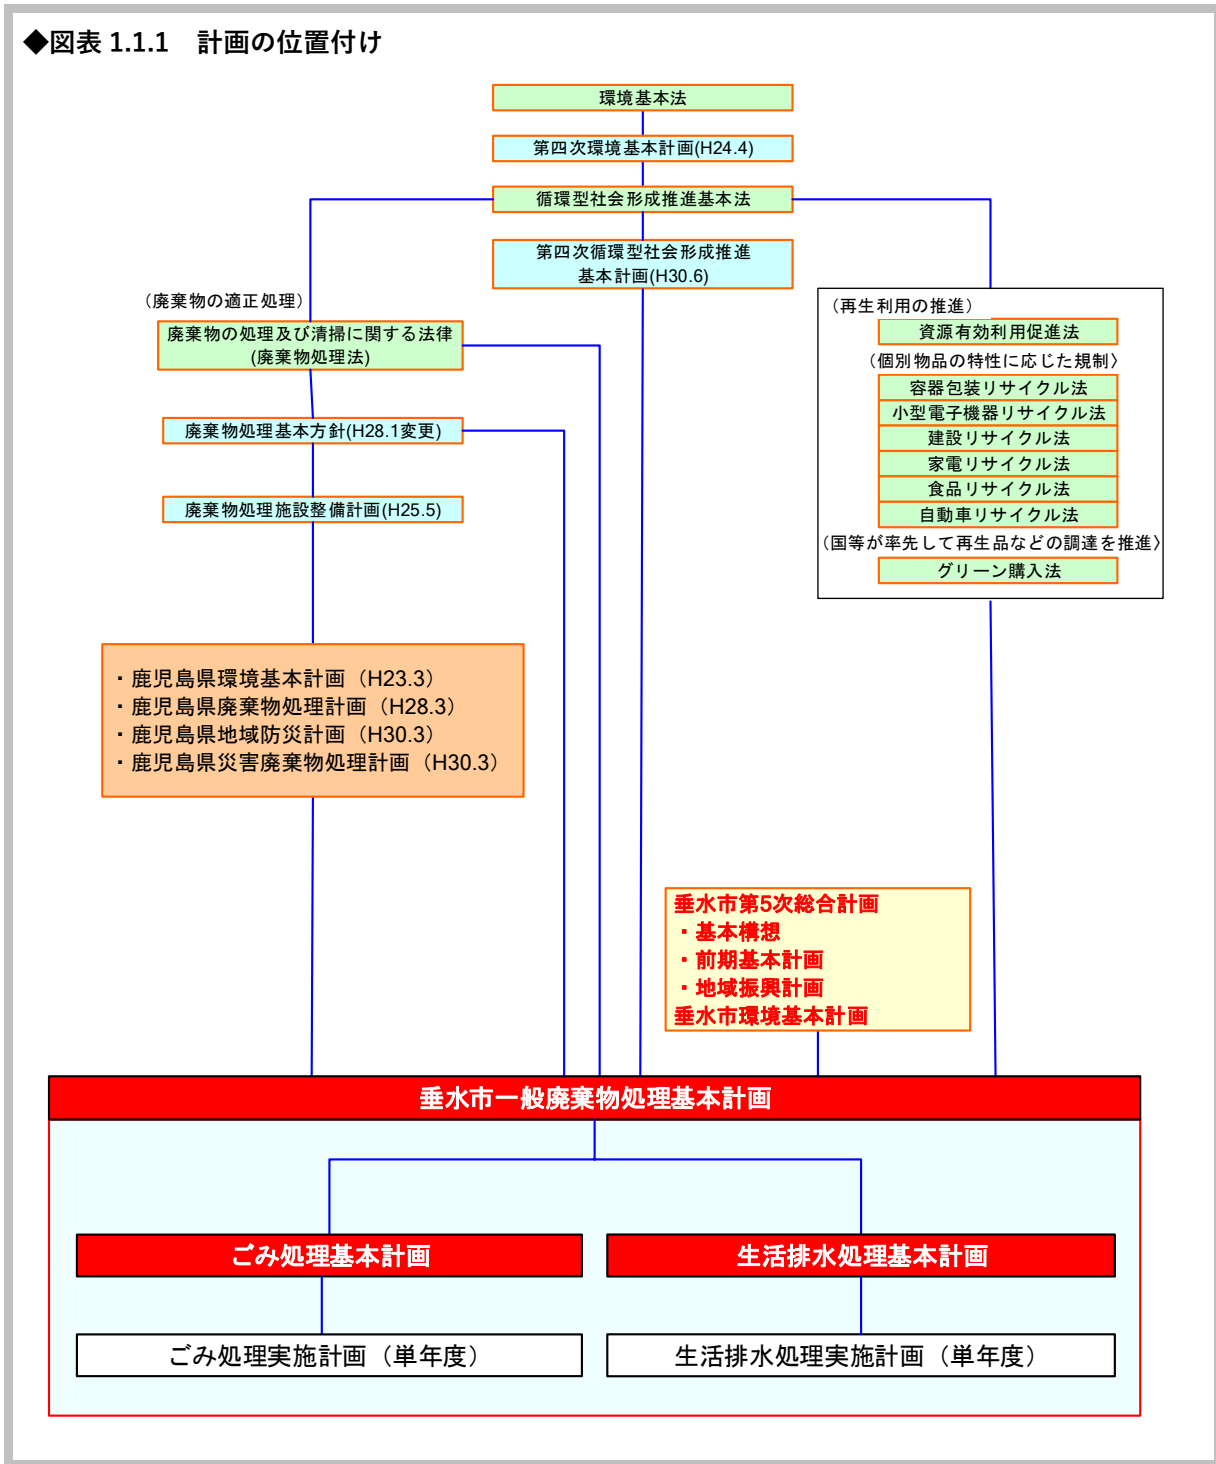 ◆図表 1.1.1　計画の位置付け
環境基本法
第四次環境基本計画(H24.4)
循環型社会形成推進基本法
第四次循環型社会形成推進
基本計画(H30.6)
（廃棄物の適正処理）
廃棄物の処理及び清掃に関する法律
(廃棄物処理法)
廃棄物処理基本方針(H28.1変更)
廃棄物処理施設整備計画(H25.5)
（再生利用の推進）
資源有効利用促進法
（個別物品の特性に応じた規制〉
容器包装リサイクル法
小型電子機器リサイクル法
建設リサイクル法
家電リサイクル法
食品リサイクル法
自動車リサイクル法
（国等が率先して再生品などの調達を推進〉
グリーン購入法
・鹿児島県環境基本計画（H23.3）
・鹿児島県廃棄物処理計画（H28.3）
・鹿児島県地域防災計画（H30.3）
・鹿児島県災害廃棄物処理計画（H30.3）
垂水市第5次総合計画
・基本構想
・前期基本計画
・地域振興計画
垂水市環境基本計画
垂水市一般廃棄物処理基本計画
ごみ処理基本計画
生活排水処理基本計画
ごみ処理実施計画（単年度）
生活排水処理実施計画（単年度）